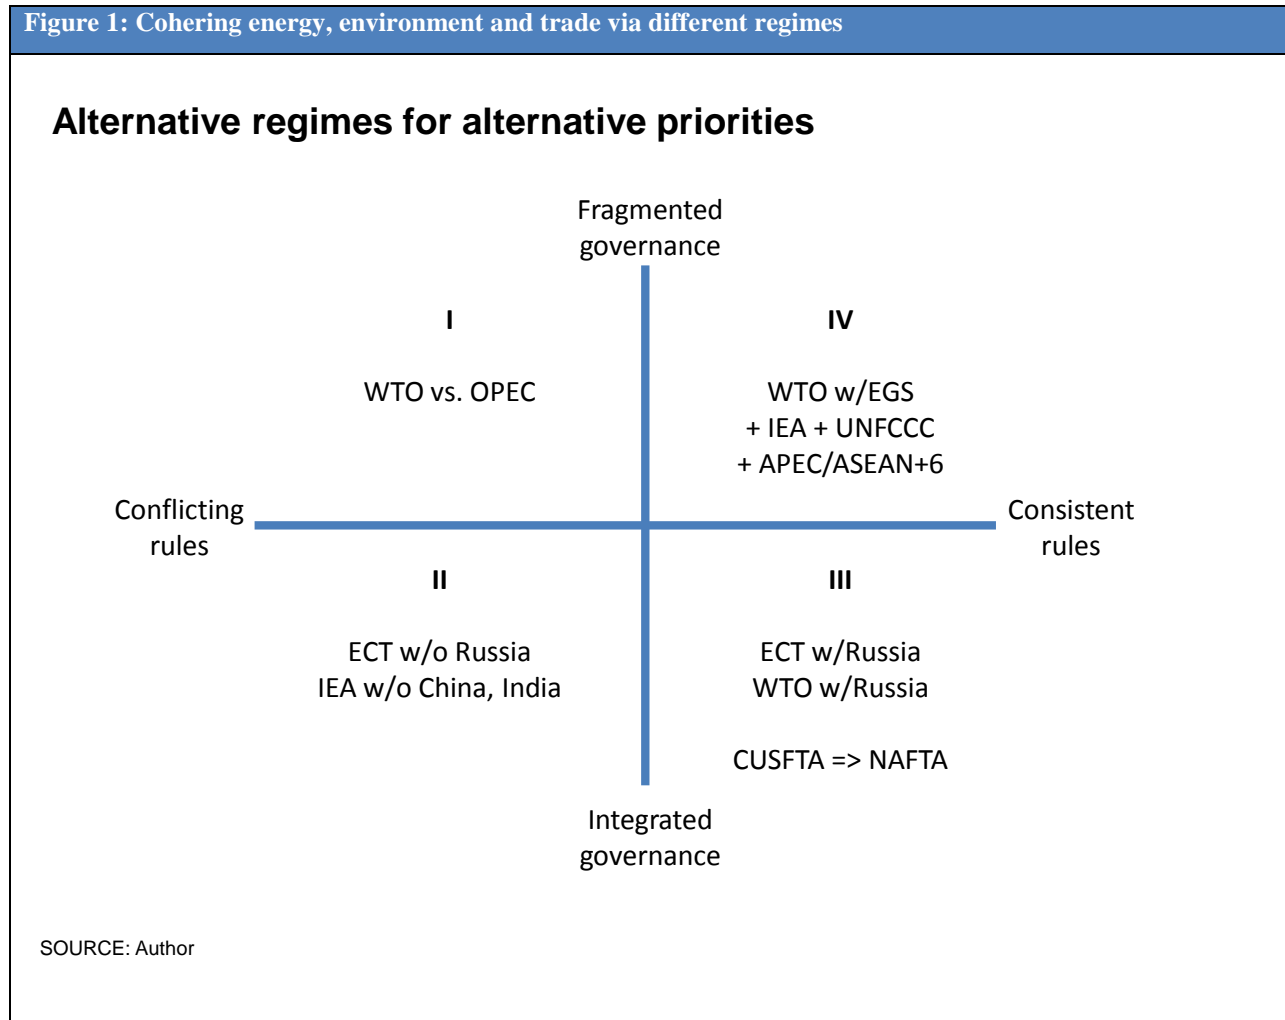 Figure 1: Cohering energy, environment and trade via different regimes
Alternative regimes for alternative priorities
Fragmented
governance
I
WTO vs. OPEC
IV
WTO w/EGS
+ IEA + UNFCCC
+ APEC/ASEAN+6
Conflicting
rules
Consistent
rules
II
ECT w/o Russia
IEA w/o China, India
III
ECT w/Russia
WTO w/Russia
CUSFTA => NAFTA
Integrated
governance
SOURCE: Author